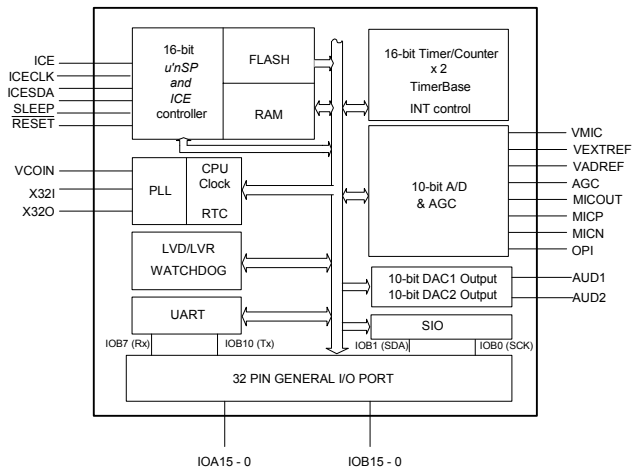 ICE
ICECLK
ICESDA
SLEEP
RESET
VCOIN
X32I
X32O
16-bit
u'nSP
and
ICE
controller
FLASH
RAM
PLL
CPU
Clock
RTC
LVD/LVR
WATCHDOG
UART
IOB7 (Rx)
IOB10 (Tx)
16-bit Timer/Counter
x 2
TimerBase
INT control
10-bit A/D
& AGC
10-bit DAC1 Output
10-bit DAC2 Output
SIO
IOB1 (SDA)
IOB0 (SCK)
VMIC
VEXTREF
VADREF
AGC
MICOUT
MICP
MICN
OPI
AUD1
AUD2
32 PIN GENERAL I/O PORT
IOA15 - 0
IOB15 - 0